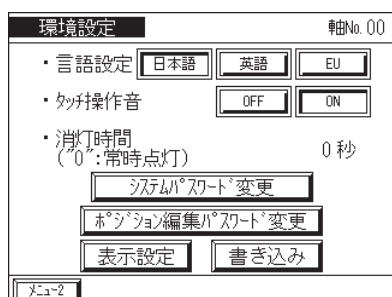 環境設定 軸No. 00
・言語設定 日本語 英語 EU
・ﾀｯﾁ操作音 OFF ON
・消灯時間 0 秒
("0":常時点灯)
ｼｽﾃﾑﾊﾟｽﾜｰﾄﾞ変更
ﾎﾟｼﾞｼｮﾝ編集ﾊﾟｽﾜｰﾄﾞ変更
表示設定 書き込み
ﾒﾆｭｰ2